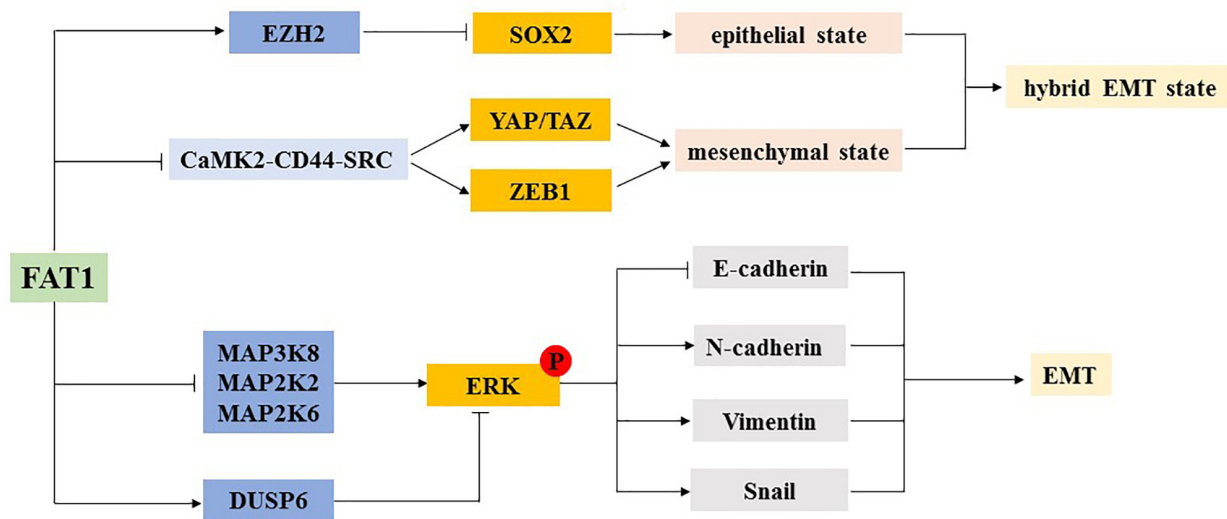 EZH2
SOX2
epithelial state
hybrid EMT state
CaMK2-CD44-SRC
YAP/TAZ
ZEB1
mesenchymal state
FAT1
MAP3K8
MAP2K2
MAP2K6
DUSP6
ERK
P
E-cadherin
N-cadherin
Vimentin
Snail
EMT